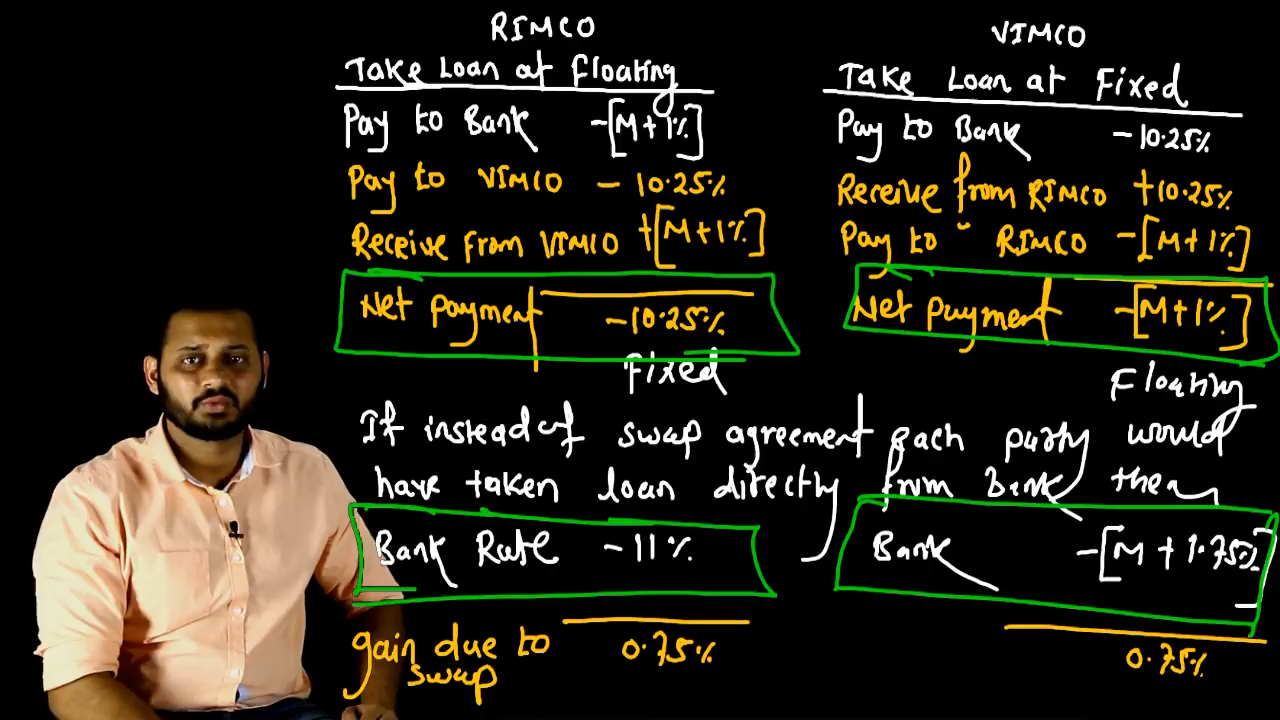 RIMCO
Take Loan at floating
Pay to Bank -[M+1%]
Pay to VIMCO - 10.25%
Receive from VIMCO +[M+1%]
Net payment -10.25%
Fixed
VIMCO
Take Loan at Fixed
Pay to Bank -10.25%
Receive from RIMCO +10.25%
Pay to RIMCO -[M+1%]
Net Payment -[M+1%]
Floating
If instead of swap agreement each party would
have taken loan directly from Bank then
Bank Rate -11%
gain due to swap 0.75%
Bank -[M + 1.75%]
0.75%